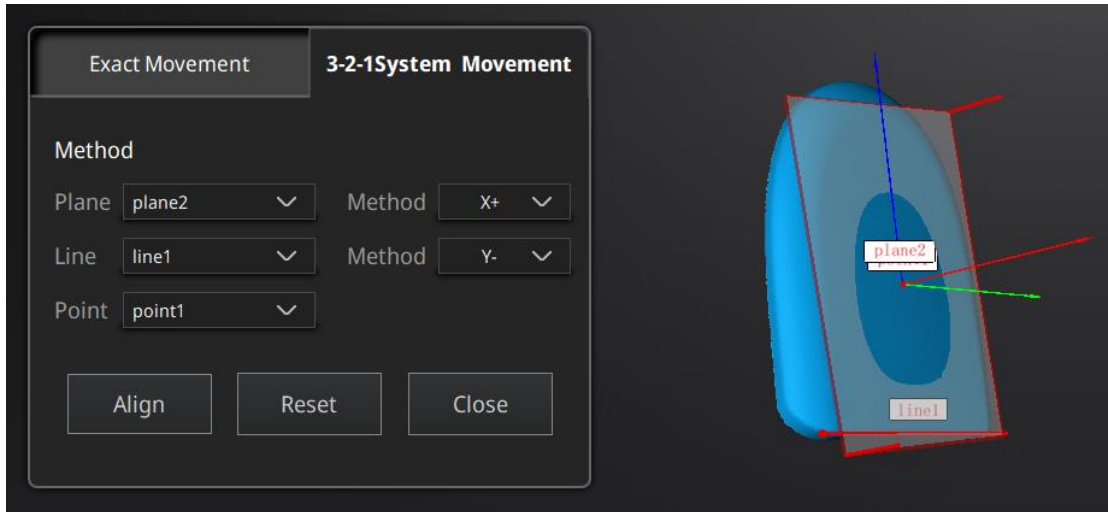 Exact Movement
3-2-1System Movement
Method
Plane plane2 Method X+
Line line1 Method Y-
Point point1
Align Reset Close
plane2
line1